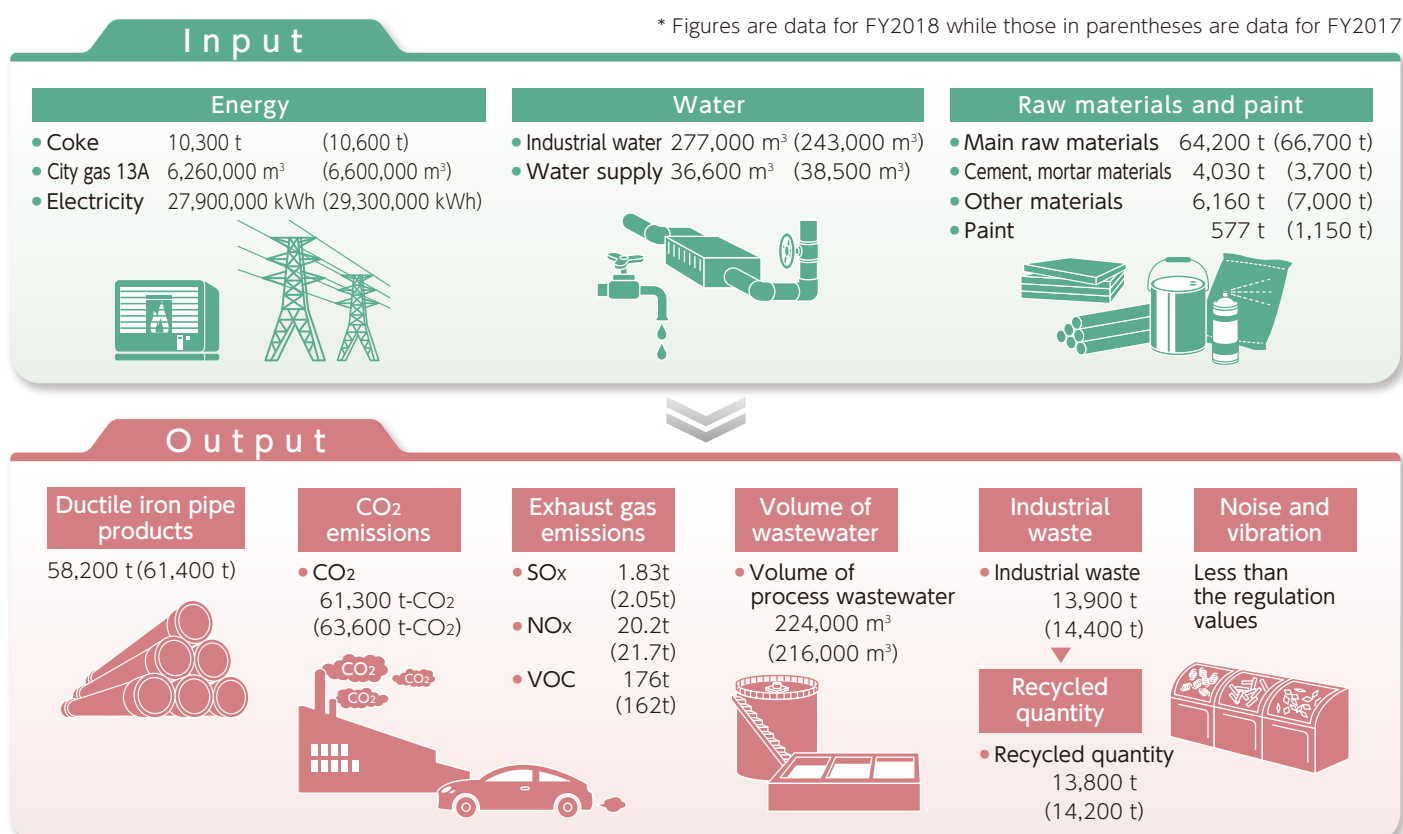 * Figures are data for FY2018 while those in parentheses are data for FY2017
Input
Energy
• Coke 10,300 t (10,600 t)
• City gas 13A 6,260,000 m³ (6,600,000 m³)
• Electricity 27,900,000 kWh (29,300,000 kWh)
Water
• Industrial water 277,000 m³ (243,000 m³)
• Water supply 36,600 m³ (38,500 m³)
Raw materials and paint
• Main raw materials 64,200 t (66,700 t)
• Cement, mortar materials 4,030 t (3,700 t)
• Other materials 6,160 t (7,000 t)
• Paint 577 t (1,150 t)
Output
Ductile iron pipe
products
58,200 t (61,400 t)
CO₂
emissions
• CO₂
61,300 t-CO₂
(63,600 t-CO₂)
CO₂
CO₂
CO₂
Exhaust gas
emissions
• SOx 1.83t
(2.05t)
• NOx 20.2t
(21.7t)
• VOC 176t
(162t)
Volume of
wastewater
• Volume of
process wastewater
224,000 m³
(216,000 m³)
Industrial
waste
• Industrial waste
13,900 t
(14,400 t)
Recycled
quantity
• Recycled quantity
13,800 t
(14,200 t)
Noise and
vibration
Less than
the regulation
values